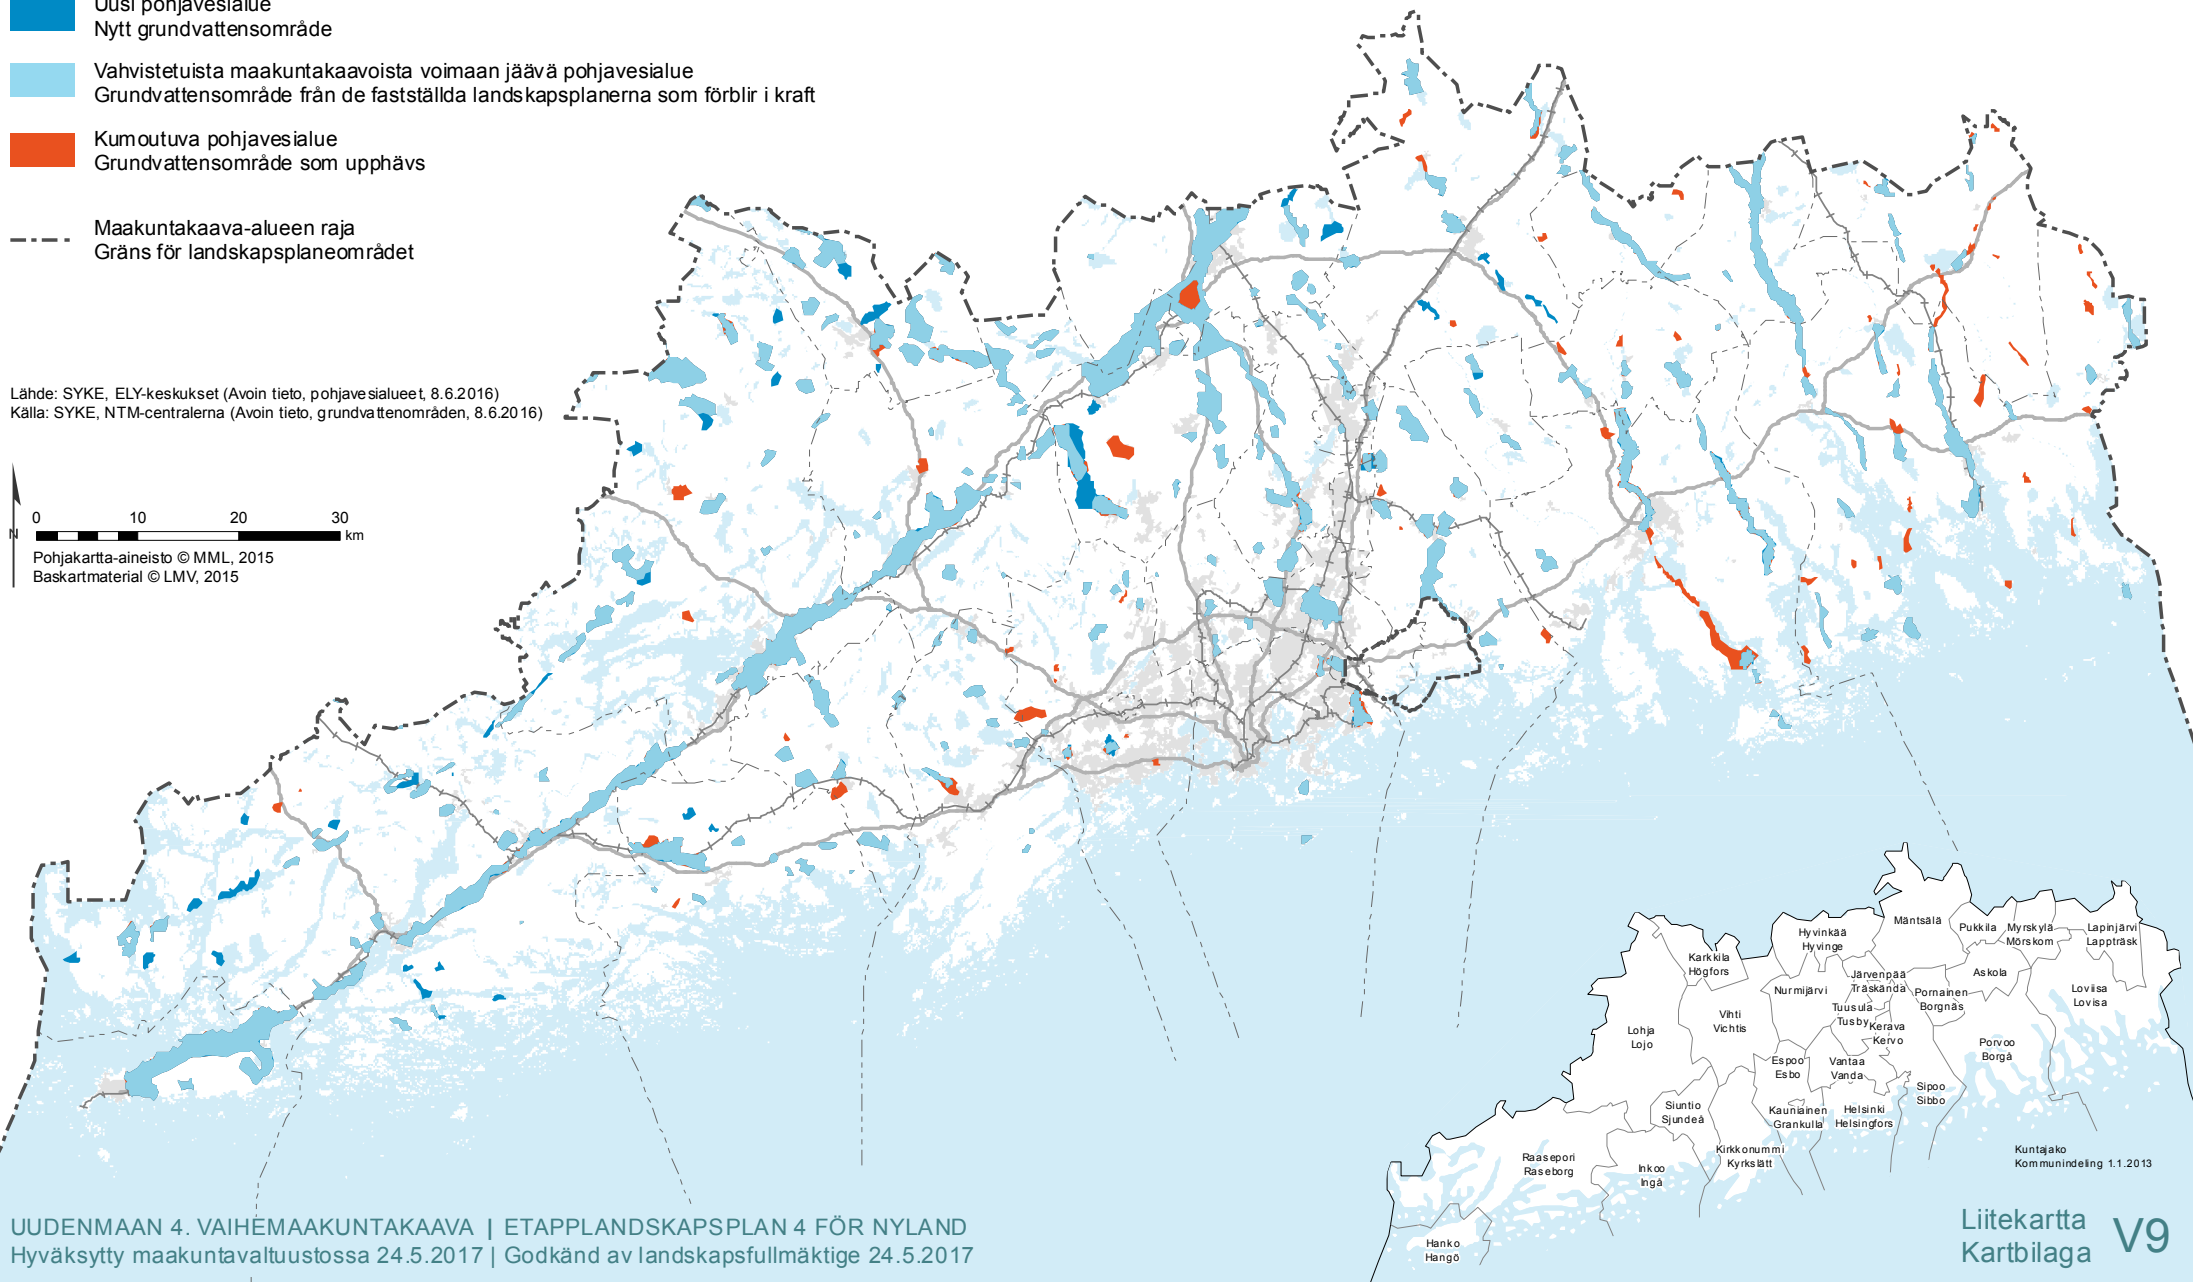 Uusi pohjavesialue
Nytt grundvattensområde
Vahvistetuista maakuntakaavoista voimaan jäävä pohjavesialue
Grundvattensområde från de fastställda landskapsplanerna som förblir i kraft
Kumoutuva pohjavesialue
Grundvattensområde som upphävs
Maakuntakaava-alueen raja
Gräns för landskapsplaneområdet
Lähde: SYKE, ELY-keskukset (Avoin tieto, pohjavesialueet, 8.6.2016)
Källa: SYKE, NTM-centralerna (Avoin tieto, grundvattenområden, 8.6.2016)
N
0 10 20 30 km
Pohjakartta-aineisto © MML, 2015
Baskartmaterial © LMV, 2015
Mäntsälä
Hyvinkää
Hyvinge
Pukkila
Myrskylä
Mörskom
Lapinjärvi
Lappträsk
Karkkila
Högfors
Askola
Järvenpää
Träskända
Nurmijärvi
Pornainen
Borgnäs
Loviisa
Lovisa
Tuusula
Tusby
Vihti
Vichtis
Kerava
Kervo
Lohja
Lojo
Porvoo
Borgå
Espoo
Esbo
Vantaa
Vanda
Sipoo
Sibbo
Siuntio
Sjundeå
Kauniainen
Grankulla
Helsinki
Helsingfors
Kirkkonummi
Kyrkslätt
Raasepori
Raseborg
Inkoo
Ingå
Hanko
Hangö
Kuntajako
Kommunindeling 1.1.2013
UUDENMAAN 4. VAIHEMAAKUNTAKAAVA | ETAPPLANDSKAPSPLAN 4 FÖR NYLAND
Hyväksytty maakuntavaltuustossa 24.5.2017 | Godkänd av landskapsfullmäktige 24.5.2017
Liitekartta
Kartbilaga
V9